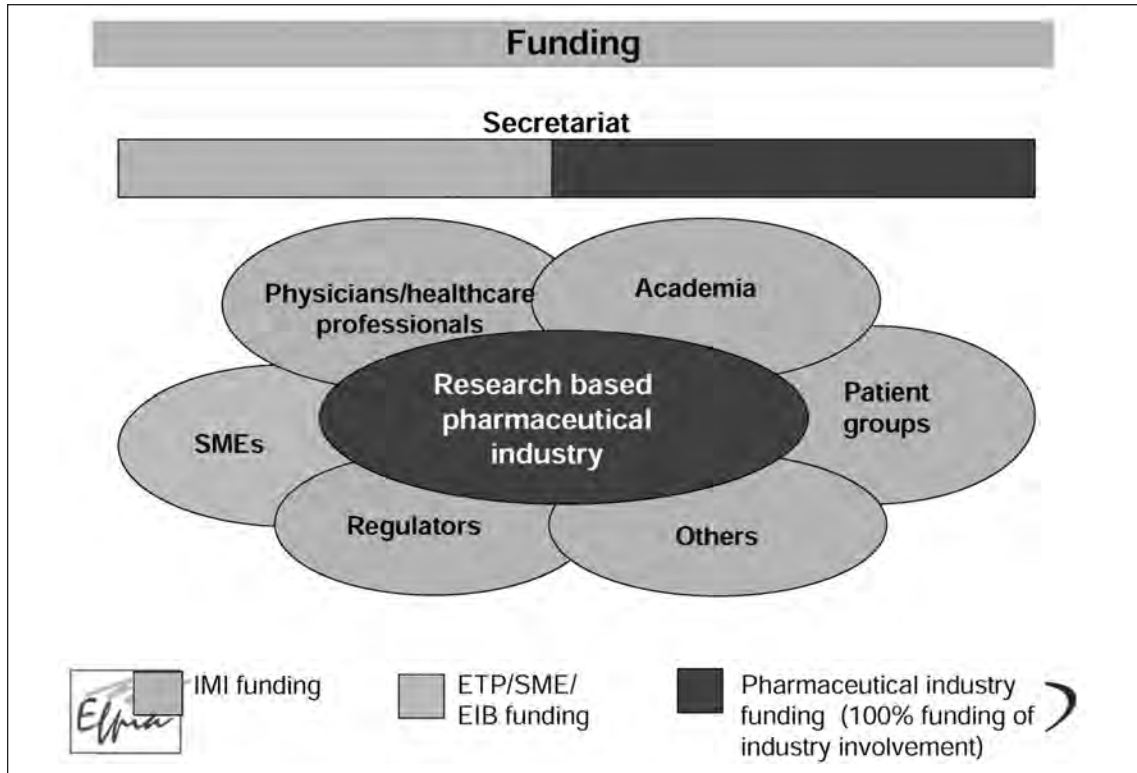 Funding
Secretariat
Physicians/healthcare
professionals
Academia
Research based
pharmaceutical
industry
Patient
groups
SMEs
Regulators
Others
Efpia
IMI funding
ETP/SME/
EIB funding
Pharmaceutical industry
funding (100% funding of
industry involvement)